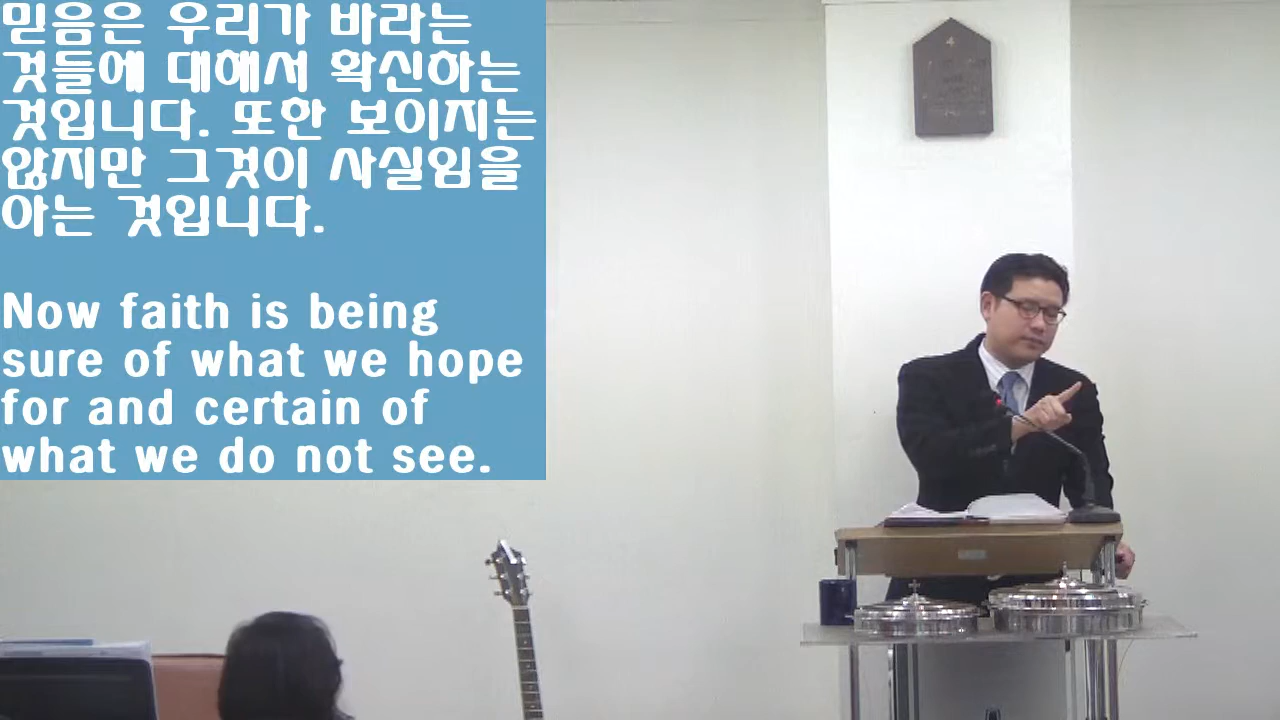 믿음은 우리가 바라는
것들에 대해서 확신하는
것입니다. 또한 보이지는
않지만 그것이 사실임을
아는 것입니다.
Now faith is being
sure of what we hope
for and certain of
what we do not see.
4